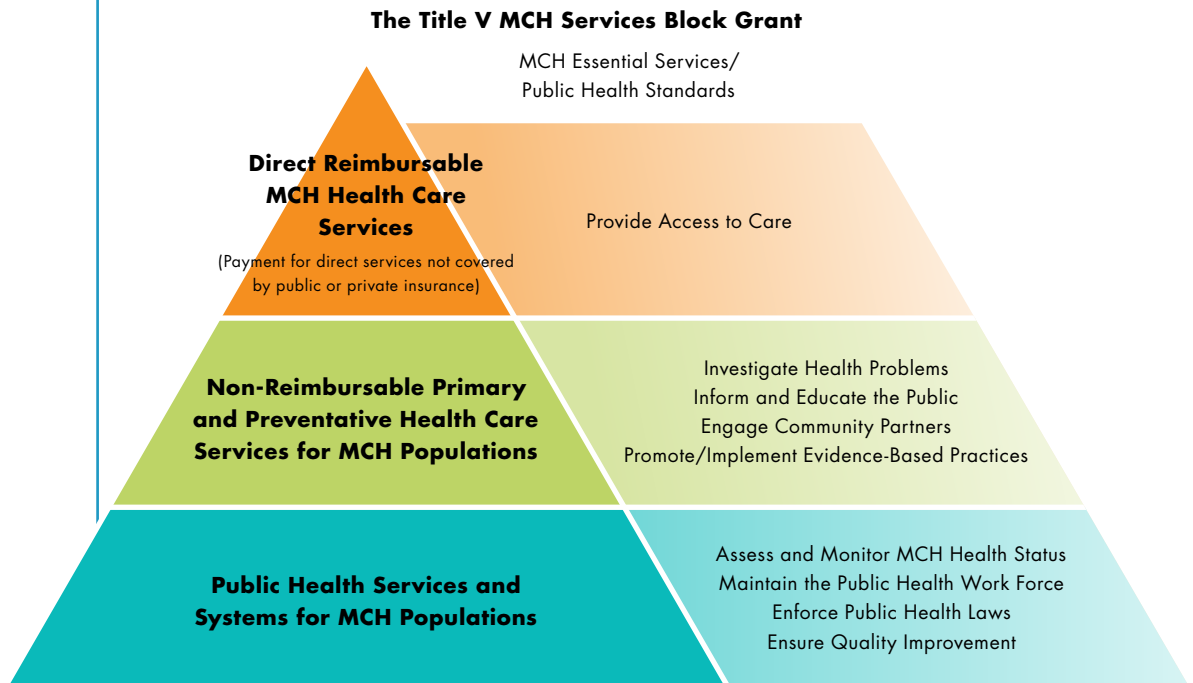 The Title V MCH Services Block Grant
MCH Essential Services/
Public Health Standards
Direct Reimbursable
MCH Health Care
Services
(Payment for direct services not covered
by public or private insurance)
Provide Access to Care
Non-Reimbursable Primary
and Preventative Health Care
Services for MCH Populations
Investigate Health Problems
Inform and Educate the Public
Engage Community Partners
Promote/Implement Evidence-Based Practices
Public Health Services and
Systems for MCH Populations
Assess and Monitor MCH Health Status
Maintain the Public Health Work Force
Enforce Public Health Laws
Ensure Quality Improvement